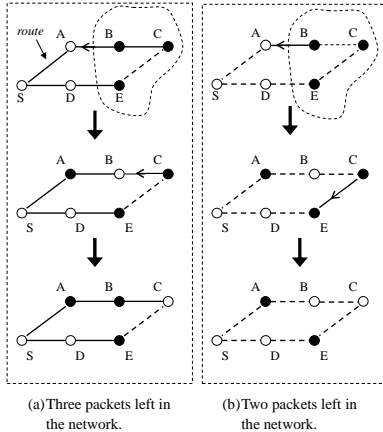 A B C A B C
route
S D E S D E
A B C A B C
S D E S D E
A B C A B C
S D E S D E
(a) Three packets left in
the network.
(b) Two packets left in
the network.